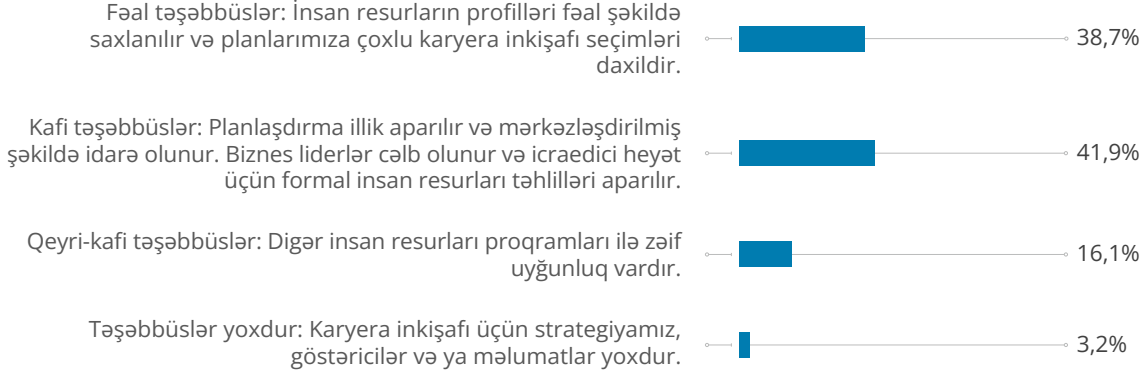 Fəal təşəbbüslər: İnsan resurların profilləri fəal şəkildə
saxlanılır və planlarımıza çoxlu karyera inkişafı seçimləri
daxildir.
38,7%
Kafi təşəbbüslər: Planlaşdırma illik aparılır və mərkəzləşdirilmiş
şəkildə idarə olunur. Biznes liderlər cəlb olunur və icraedici heyət
üçün formal insan resurları təhlilləri aparılır.
41,9%
Qeyri-kafi təşəbbüslər: Digər insan resurları proqramları ilə zəif
uyğunluq vardır.
16,1%
Təşəbbüslər yoxdur: Karyera inkişafı üçün strategiyamız,
göstəricilər və ya məlumatlar yoxdur.
3,2%